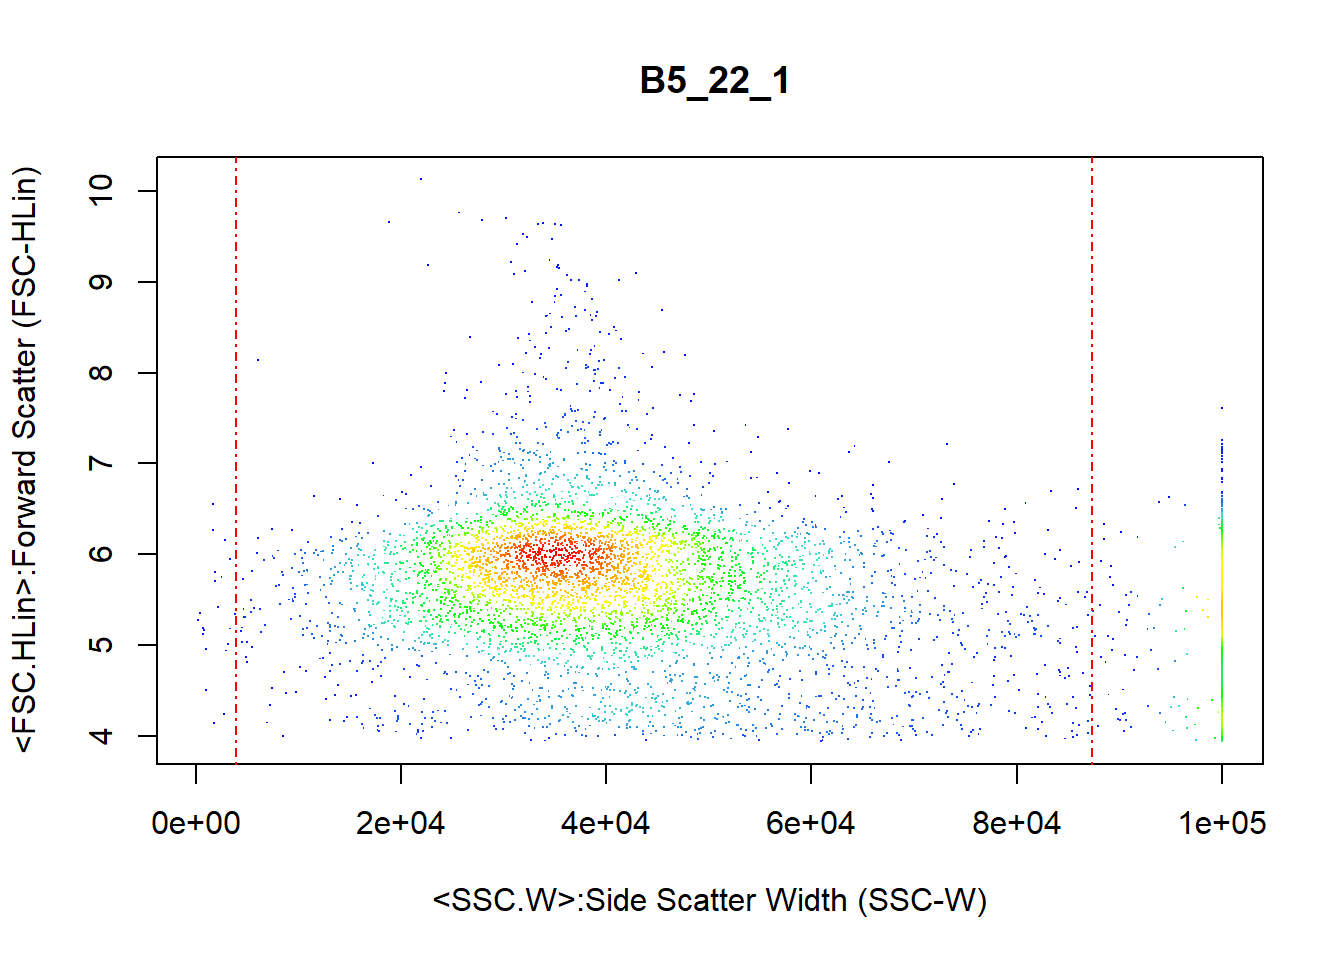 B5_22_1
<FSC.HLin>:Forward Scatter (FSC-HLin)
10
9
8
7
6
5
4
0e+00 2e+04 4e+04 6e+04 8e+04 1e+05
<SSC.W>:Side Scatter Width (SSC-W)